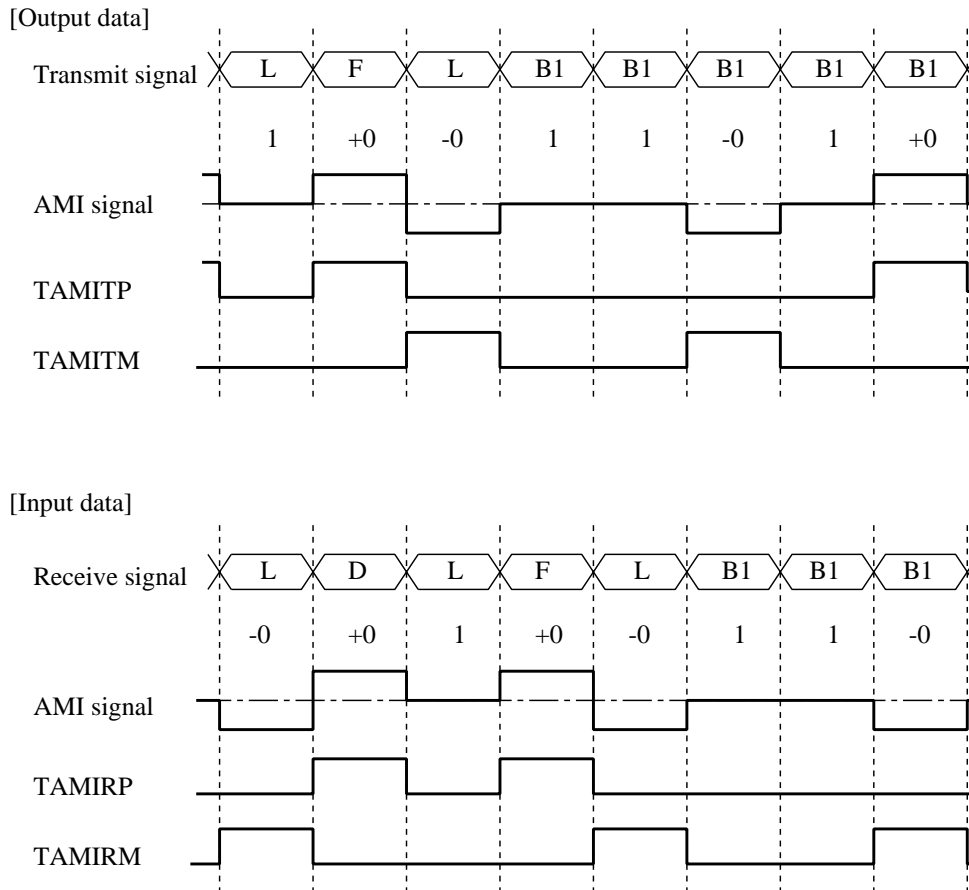 [Output data]
Transmit signal L F L B1 B1 B1 B1 B1
1 +0 -0 1 1 -0 1 +0
AMI signal
TAMITP
TAMITM
[Input data]
Receive signal L D L F L B1 B1 B1
-0 +0 1 +0 -0 1 1 -0
AMI signal
TAMIRP
TAMIRM